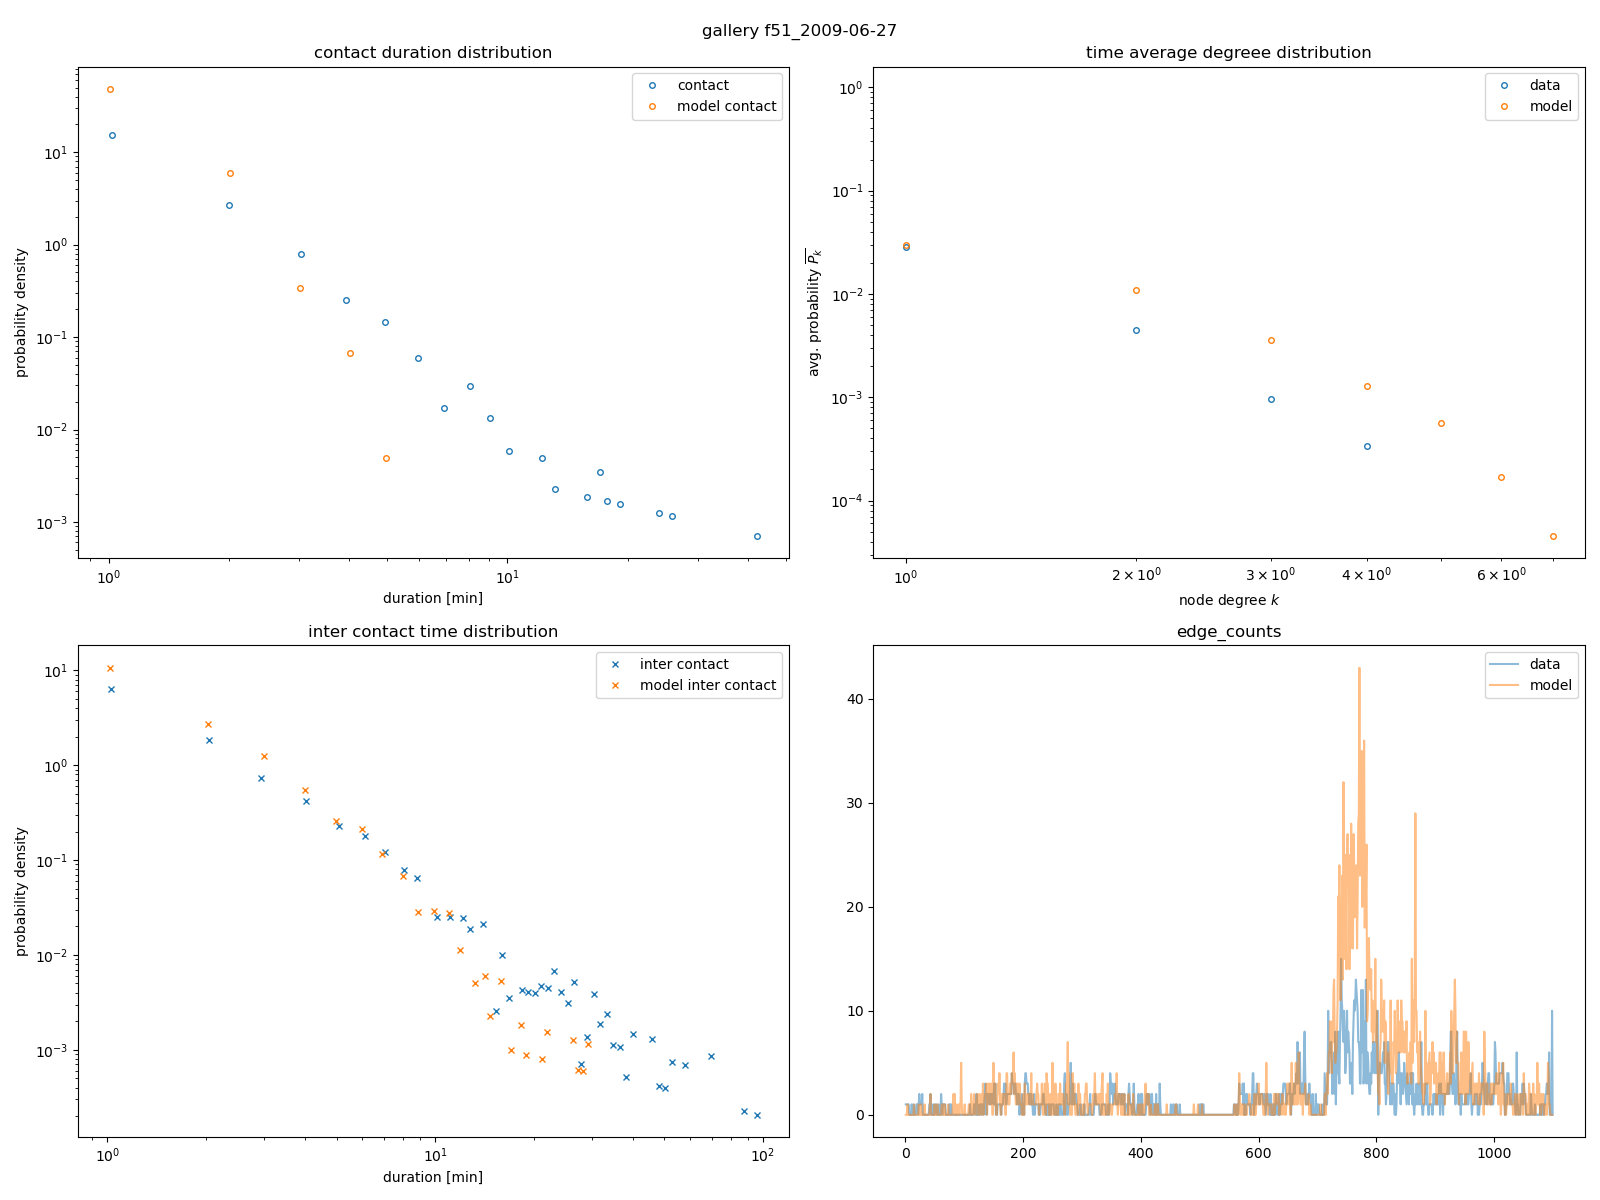 gallery f51_2009-06-27
contact duration distribution
contact
model contact
probability density
10¹
10⁰
10⁻¹
10⁻²
10⁻³
10⁰
10¹
duration [min]
time average degreee distribution
data
model
avg. probability P̅ₖ
10⁰
10⁻¹
10⁻²
10⁻³
10⁻⁴
10⁰
2 × 10⁰
3 × 10⁰
4 × 10⁰
6 × 10⁰
node degree k
inter contact time distribution
inter contact
model inter contact
probability density
10¹
10⁰
10⁻¹
10⁻²
10⁻³
10⁰
10¹
10²
duration [min]
edge_counts
data
model
40
30
20
10
0
0
200
400
600
800
1000